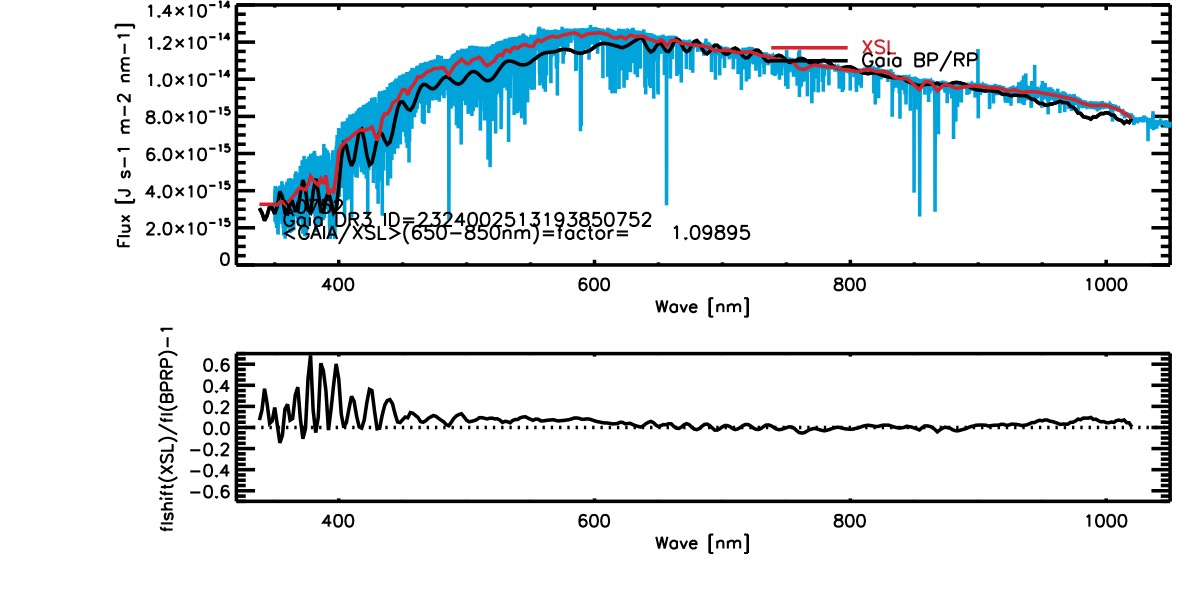 1.4×10⁻¹⁴
1.2×10⁻¹⁴
1.0×10⁻¹⁴
8.0×10⁻¹⁵
6.0×10⁻¹⁵
4.0×10⁻¹⁵
2.0×10⁻¹⁵
0
Flux [J s−1 m−2 nm−1]
XSL
Gaia BP/RP
Gaia DR3 ID=2324002513193850752
<GAIA/XSL>(650−850nm)=factor= 1.09895
400 600 800 1000
Wave [nm]
0.6
0.4
0.2
0.0
−0.2
−0.4
−0.6
flshift(XSL)/fl(BPRP)−1
400 600 800 1000
Wave [nm]